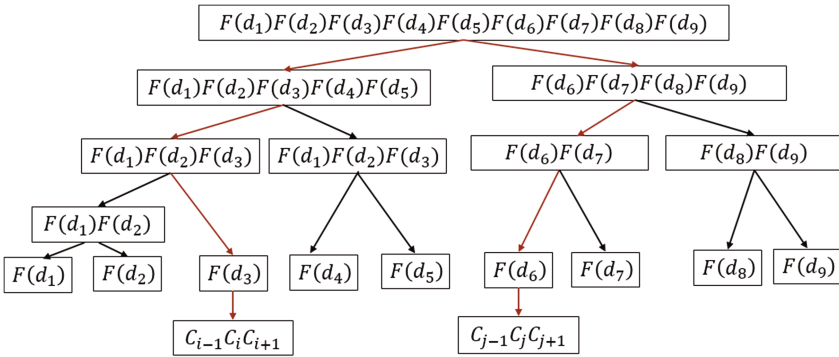 F(d₁)F(d₂)F(d₃)F(d₄)F(d₅)F(d₆)F(d₇)F(d₈)F(d₉)
F(d₁)F(d₂)F(d₃)F(d₄)F(d₅)
F(d₆)F(d₇)F(d₈)F(d₉)
F(d₁)F(d₂)F(d₃)
F(d₁)F(d₂)F(d₃)
F(d₆)F(d₇)
F(d₈)F(d₉)
F(d₁)F(d₂)
F(d₁)
F(d₂)
F(d₃)
F(d₄)
F(d₅)
F(d₆)
F(d₇)
F(d₈)
F(d₉)
Cᵢ₋₁CᵢCᵢ₊₁
Cⱼ₋₁CⱼCⱼ₊₁